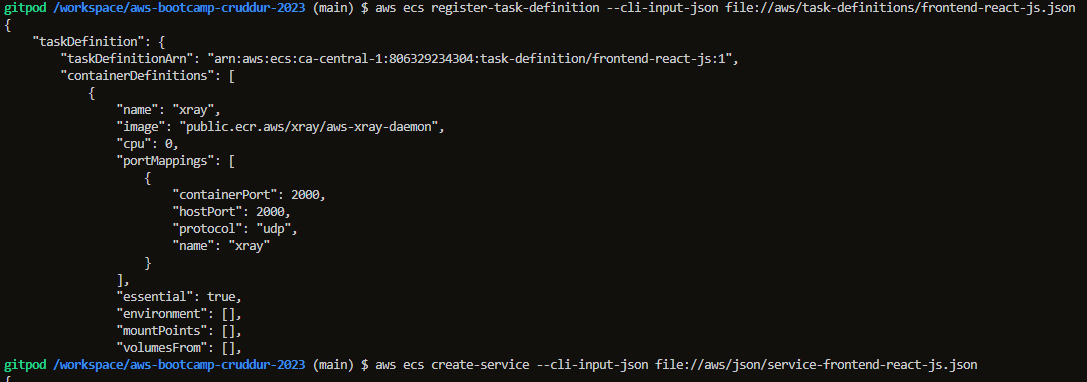 gitpod /workspace/aws-bootcamp-cruddur-2023 (main) $ aws ecs register-task-definition --cli-input-json file://aws/task-definitions/frontend-react-js.json
{
    "taskDefinition": {
        "taskDefinitionArn": "arn:aws:ecs:ca-central-1:806329234304:task-definition/frontend-react-js:1",
        "containerDefinitions": [
            {
                "name": "xray",
                "image": "public.ecr.aws/xray/aws-xray-daemon",
                "cpu": 0,
                "portMappings": [
                    {
                        "containerPort": 2000,
                        "hostPort": 2000,
                        "protocol": "udp",
                        "name": "xray"
                    }
                ],
                "essential": true,
                "environment": [],
                "mountPoints": [],
                "volumesFrom": [],
gitpod /workspace/aws-bootcamp-cruddur-2023 (main) $ aws ecs create-service --cli-input-json file://aws/json/service-frontend-react-js.json
{